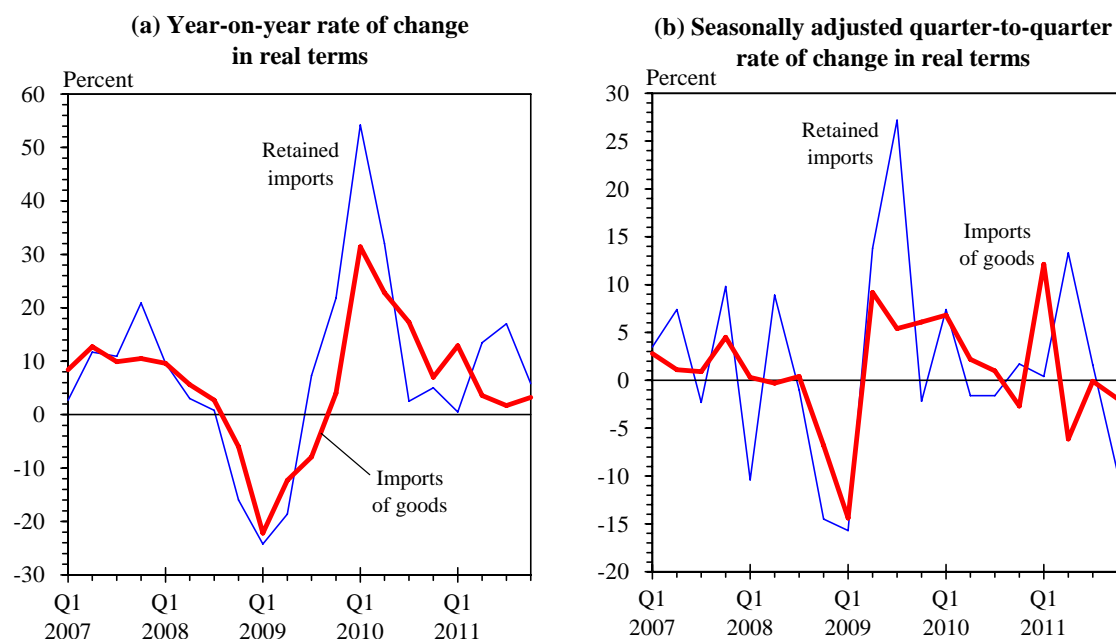 (a) Year-on-year rate of change
in real terms
Percent
60
50
40
30
20
10
0
-10
-20
-30
Retained
imports
Imports
of goods
Q1
2007
Q1
2008
Q1
2009
Q1
2010
Q1
2011
(b) Seasonally adjusted quarter-to-quarter
rate of change in real terms
Percent
30
25
20
15
10
5
0
-5
-10
-15
-20
Retained
imports
Imports
of goods
Q1
2007
Q1
2008
Q1
2009
Q1
2010
Q1
2011